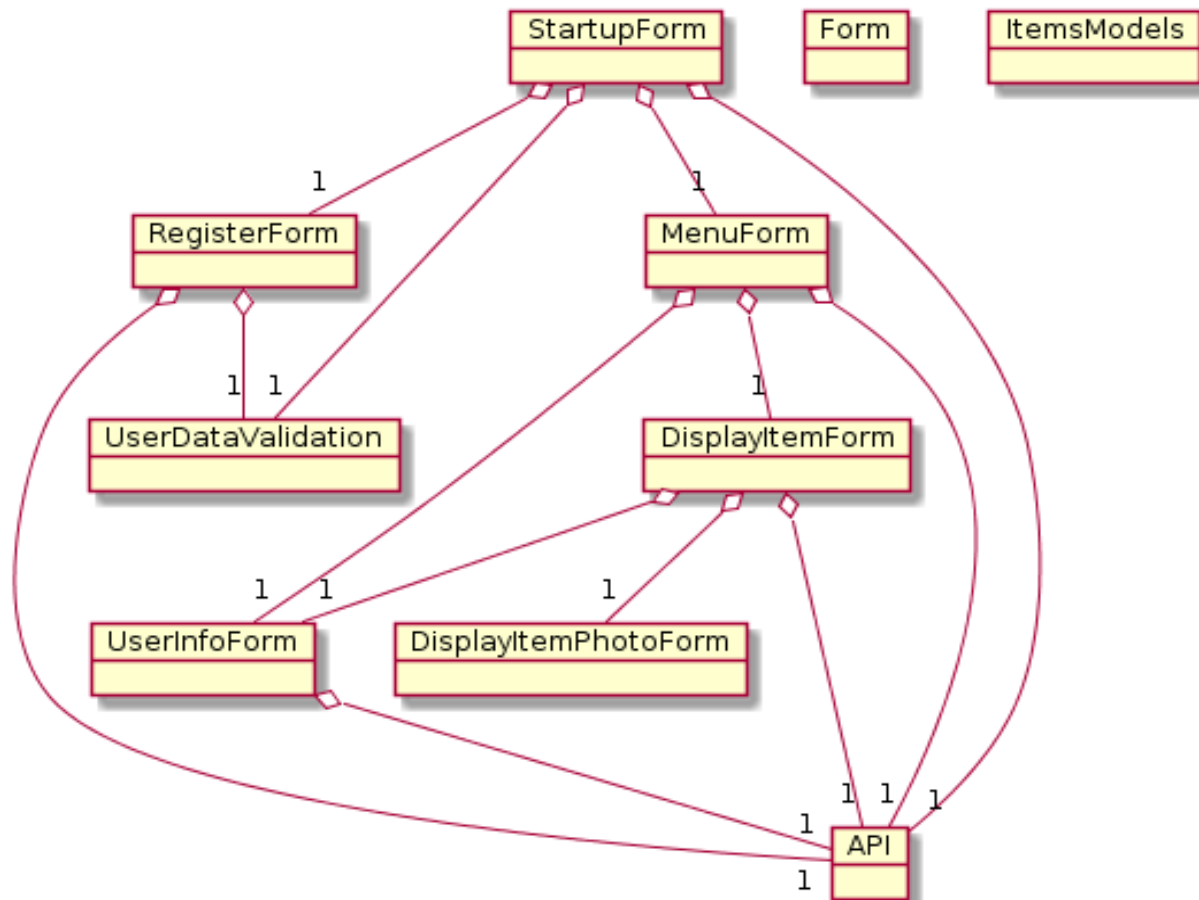 StartupForm
Form
ItemsModels
1
1
RegisterForm
MenuForm
1
1
1
UserDataValidation
DisplayItemForm
1
1
1
UserInfoForm
DisplayItemPhotoForm
1
1
1
1
API
1